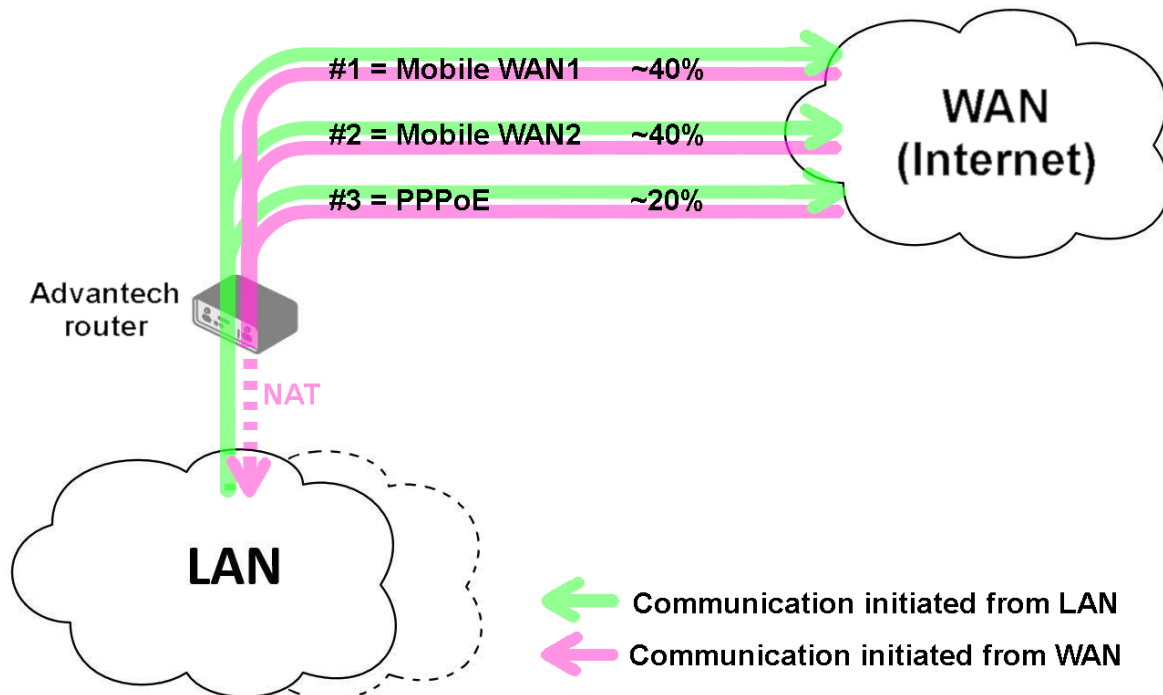 #1 = Mobile WAN1 ~40%
#2 = Mobile WAN2 ~40%
#3 = PPPoE ~20%
WAN
(Internet)
Advantech
router
NAT
LAN
Communication initiated from LAN
Communication initiated from WAN